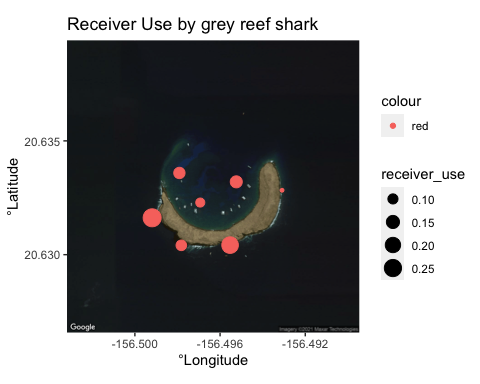 Receiver Use by grey reef shark
°Latitude
20.635
20.630
Google
Imagery ©2021 Maxar Technologies
-156.500
-156.496
-156.492
°Longitude
colour
red
receiver_use
0.10
0.15
0.20
0.25